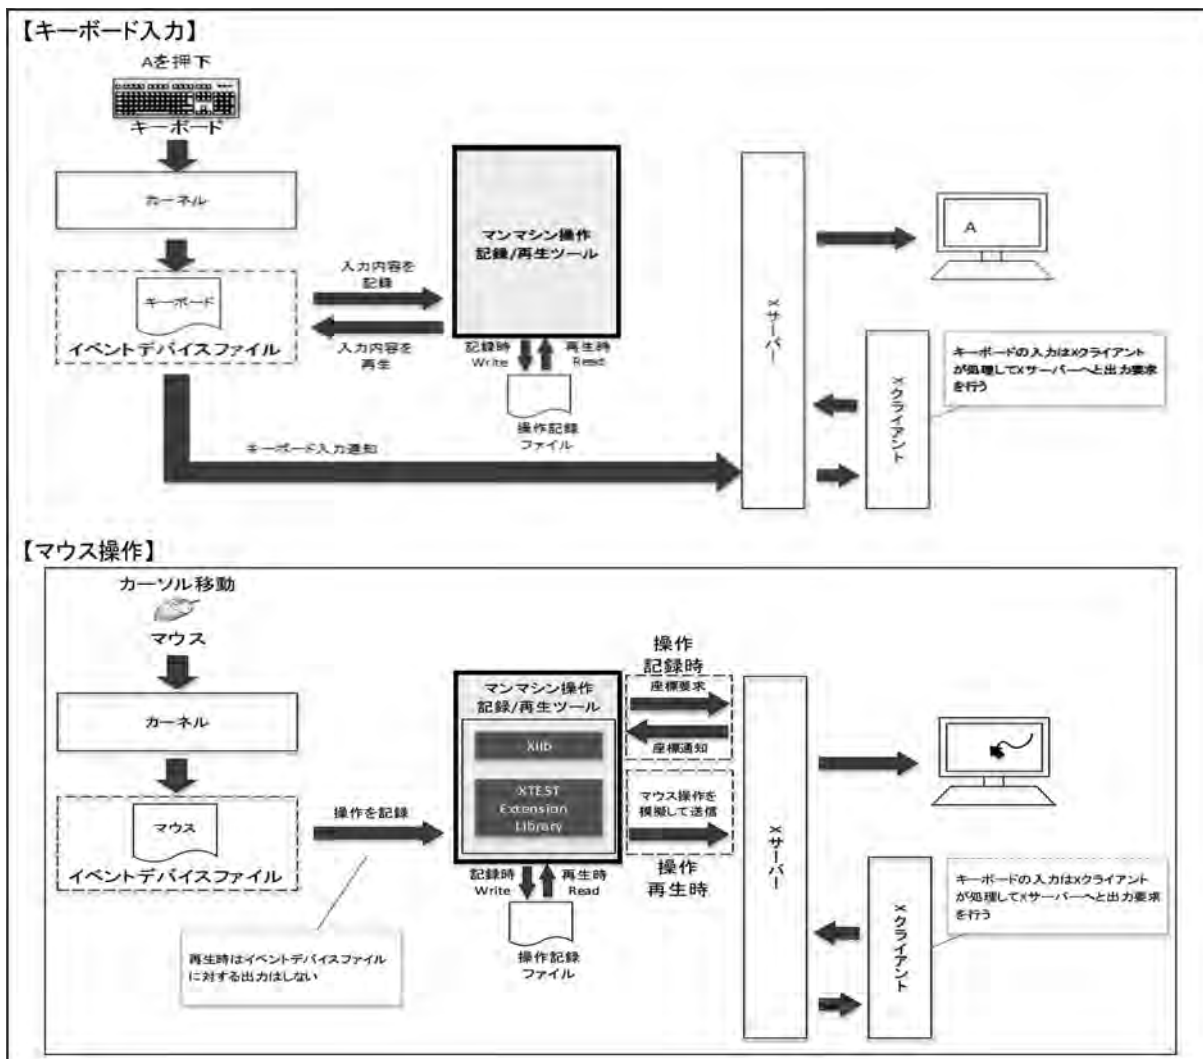 【キーボード入力】
Aを押下
キーボード
カーネル
キーボード
イベントデバイスファイル
入力内容を
記録
入力内容を
再生
マンマシン操作
記録/再生ツール
記録時
Write
再生時
Read
操作記録
ファイル
キーボード入力通知
Xサーバー
A
Xクライアント
キーボードの入力はXクライアント
が処理してXサーバーへと出力要求
を行う
【マウス操作】
カーソル移動
マウス
カーネル
マウス
イベントデバイスファイル
操作を記録
再生時はイベントデバイスファイル
に対する出力はしない
マンマシン操作
記録/再生ツール
Xlib
XTEST
Extension
Library
記録時
Write
再生時
Read
操作記録
ファイル
操作
記録時
座標要求
座標通知
マウス操作を
模擬して送信
操作
再生時
Xサーバー
Xクライアント
キーボードの入力はXクライアント
が処理してXサーバーへと出力要求
を行う